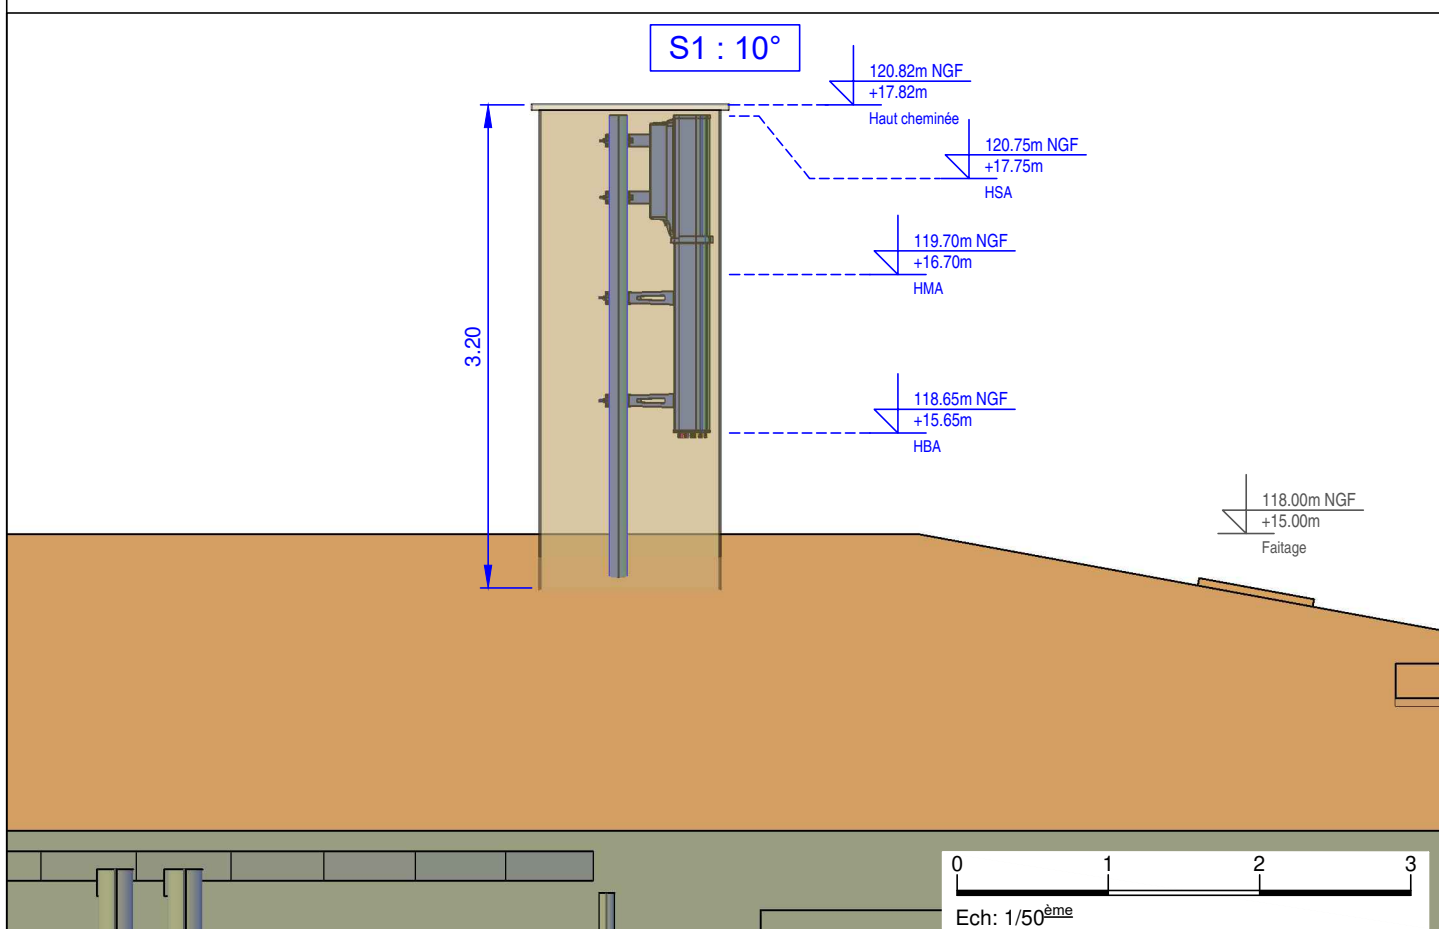 S1 : 10°
120.82m NGF
+17.82m
Haut cheminée
120.75m NGF
+17.75m
HSA
119.70m NGF
+16.70m
HMA
3.20
118.65m NGF
+15.65m
HBA
118.00m NGF
+15.00m
Faitage
0 1 2 3
Ech: 1/50ème